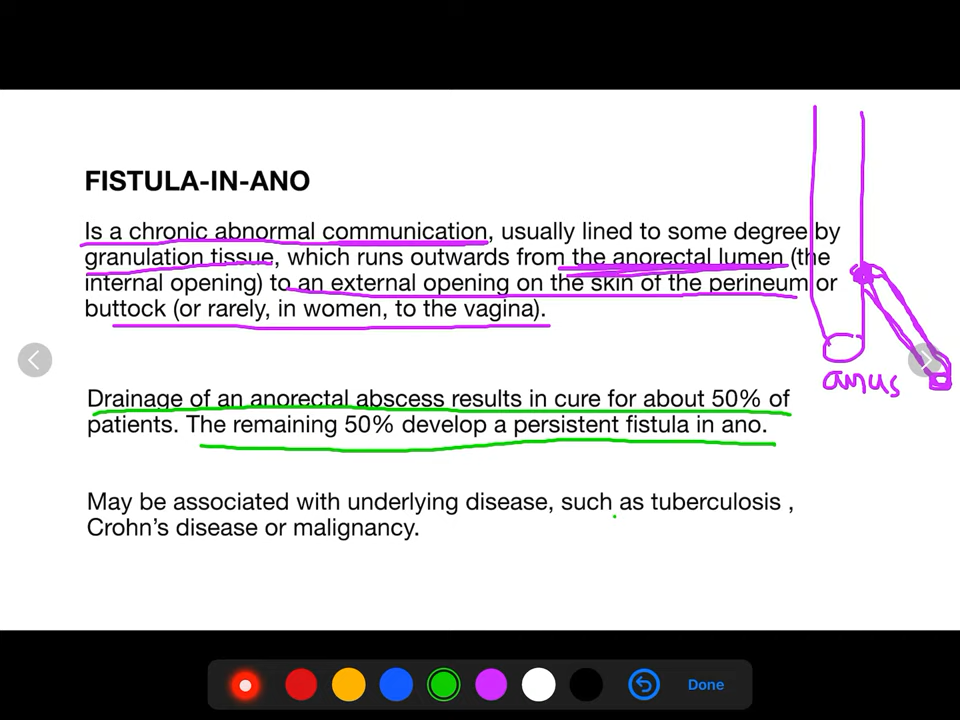 FISTULA-IN-ANO
Is a chronic abnormal communication, usually lined to some degree by
granulation tissue, which runs outwards from the anorectal lumen (the
internal opening) to an external opening on the skin of the perineum or
buttock (or rarely, in women, to the vagina).
anus
Drainage of an anorectal abscess results in cure for about 50% of
patients. The remaining 50% develop a persistent fistula in ano.
May be associated with underlying disease, such as tuberculosis ,
Crohn’s disease or malignancy.
Done